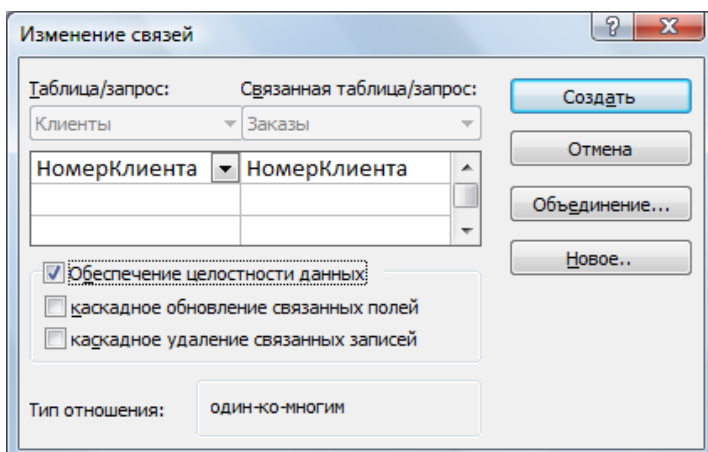 Изменение связей
Таблица/запрос: Связанная таблица/запрос:
Клиенты Заказы
НомерКлиента НомерКлиента
Обеспечение целостности данных
каскадное обновление связанных полей
каскадное удаление связанных записей
Тип отношения: один-ко-многим
Создать
Отмена
Объединение...
Новое..